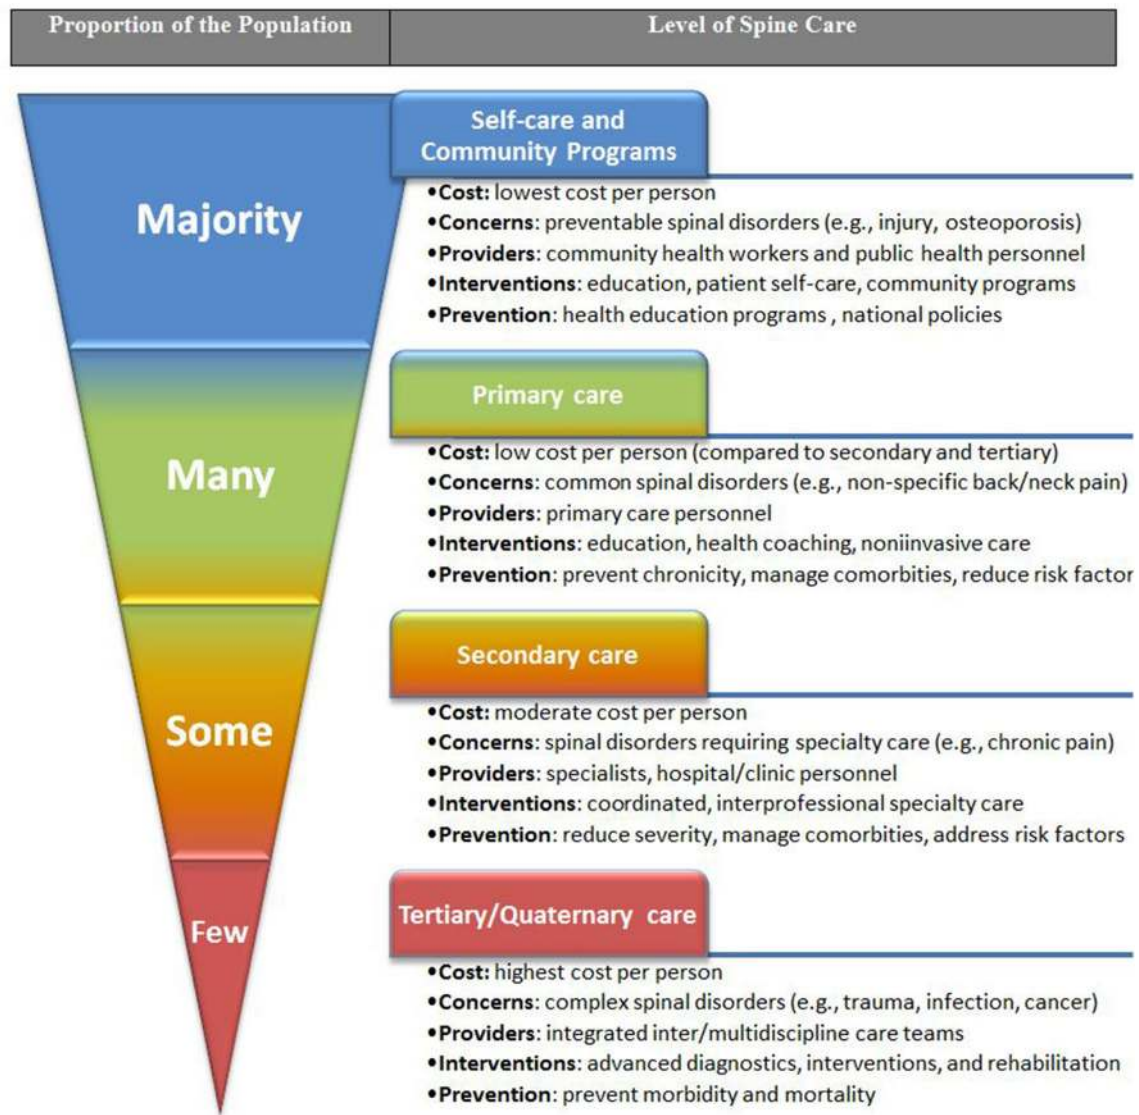 Proportion of the Population
Level of Spine Care
Majority
Self-care and
Community Programs
•Cost: lowest cost per person
•Concerns: preventable spinal disorders (e.g., injury, osteoporosis)
•Providers: community health workers and public health personnel
•Interventions: education, patient self-care, community programs
•Prevention: health education programs , national policies
Many
Primary care
•Cost: low cost per person (compared to secondary and tertiary)
•Concerns: common spinal disorders (e.g., non-specific back/neck pain)
•Providers: primary care personnel
•Interventions: education, health coaching, noniinvasive care
•Prevention: prevent chronicity, manage comorbities, reduce risk factor
Some
Secondary care
•Cost: moderate cost per person
•Concerns: spinal disorders requiring specialty care (e.g., chronic pain)
•Providers: specialists, hospital/clinic personnel
•Interventions: coordinated, interprofessional specialty care
•Prevention: reduce severity, manage comorbities, address risk factors
Few
Tertiary/Quaternary care
•Cost: highest cost per person
•Concerns: complex spinal disorders (e.g., trauma, infection, cancer)
•Providers: integrated inter/multidiscipline care teams
•Interventions: advanced diagnostics, interventions, and rehabilitation
•Prevention: prevent morbidity and mortality